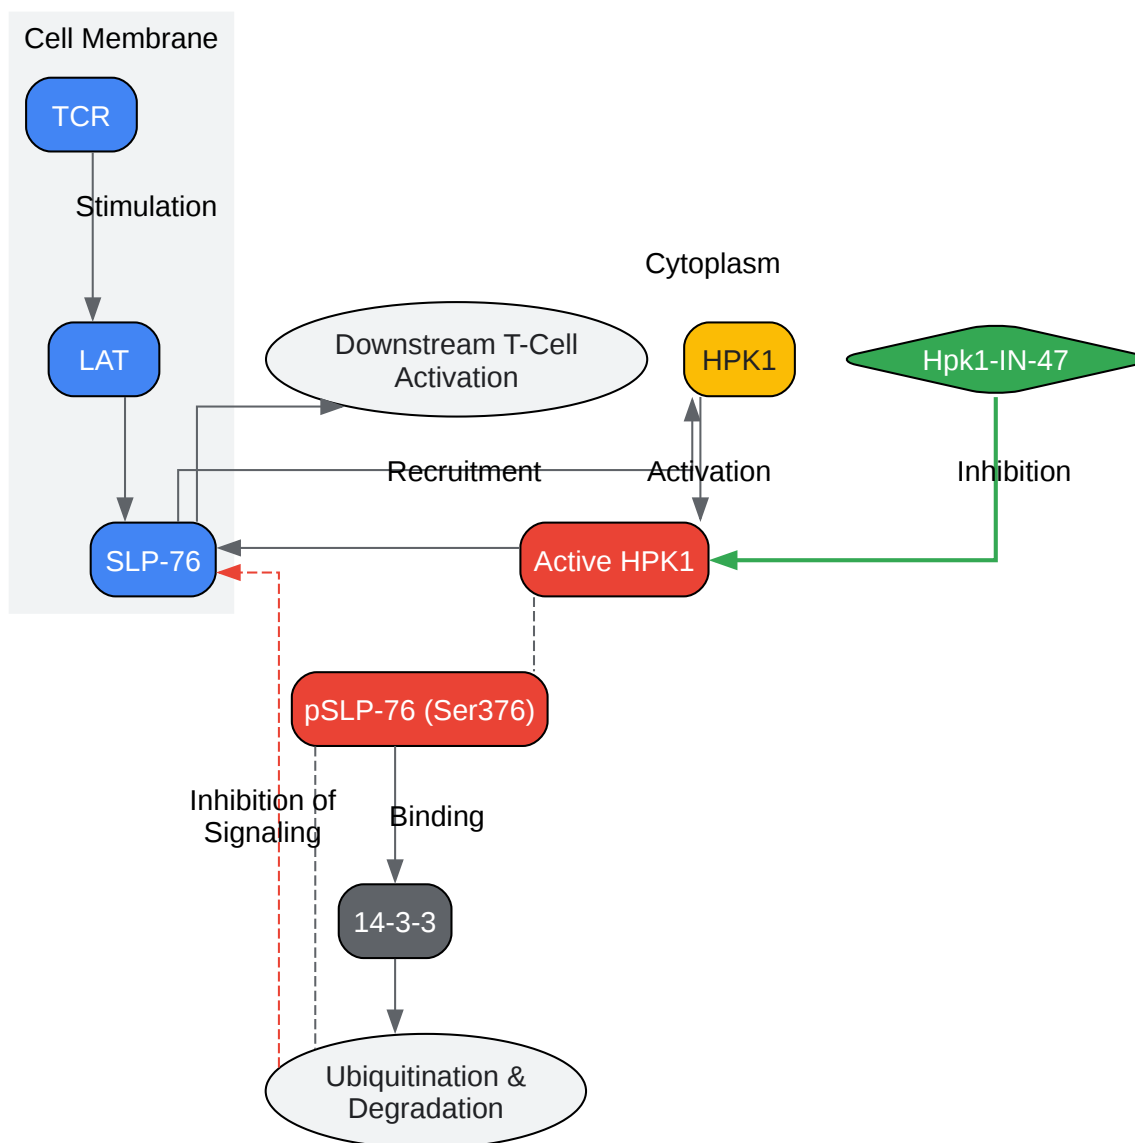 Cell Membrane
TCR
Stimulation
Cytoplasm
LAT
Downstream T-Cell
Activation
HPK1
Hpk1-IN-47
Recruitment
Activation
Inhibition
SLP-76
Active HPK1
pSLP-76 (Ser376)
Inhibition of
Signaling
Binding
14-3-3
Ubiquitination &
Degradation